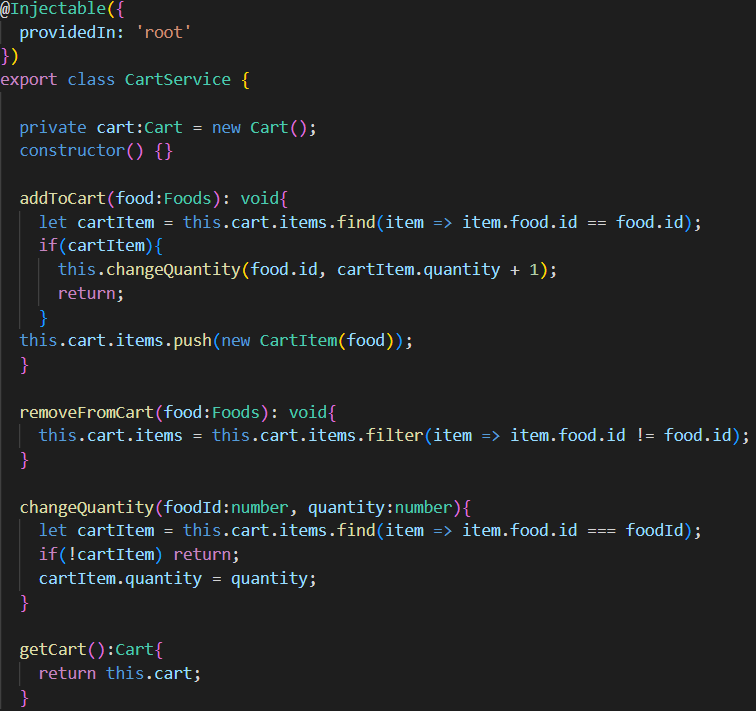 @Injectable({
  providedIn: 'root'
})
export class CartService {

  private cart:Cart = new Cart();
  constructor() {}

  addToCart(food:Foods): void{
    let cartItem = this.cart.items.find(item => item.food.id == food.id);
    if(cartItem){
      this.changeQuantity(food.id, cartItem.quantity + 1);
      return;
    }
  this.cart.items.push(new CartItem(food));
  }

  removeFromCart(food:Foods): void{
    this.cart.items = this.cart.items.filter(item => item.food.id != food.id);
  }

  changeQuantity(foodId:number, quantity:number){
    let cartItem = this.cart.items.find(item => item.food.id === foodId);
    if(!cartItem) return;
    cartItem.quantity = quantity;
  }

  getCart():Cart{
    return this.cart;
  }